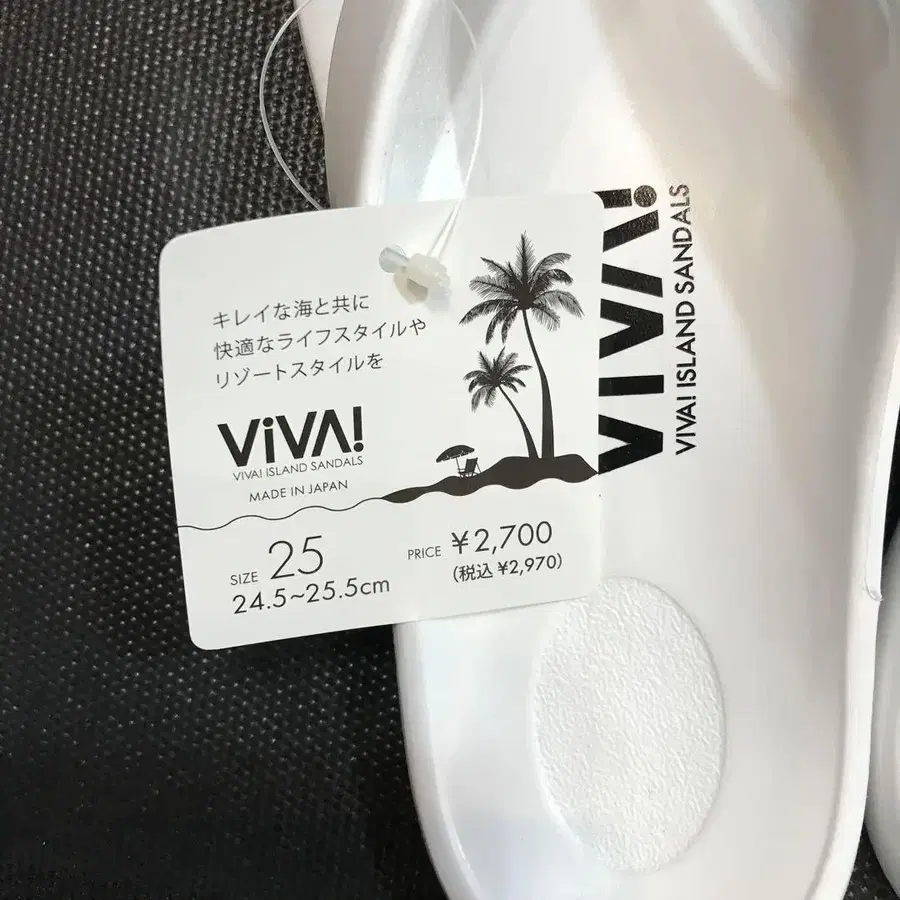 キレイな海と共に
快適なライフスタイルや
リゾートスタイルを
ViVA!
VIVA! ISLAND SANDALS
MADE IN JAPAN
SIZE 25
24.5~25.5cm
PRICE ¥2,700
(税込 ¥2,970)
VIVA!
VIVA! ISLAND SANDALS